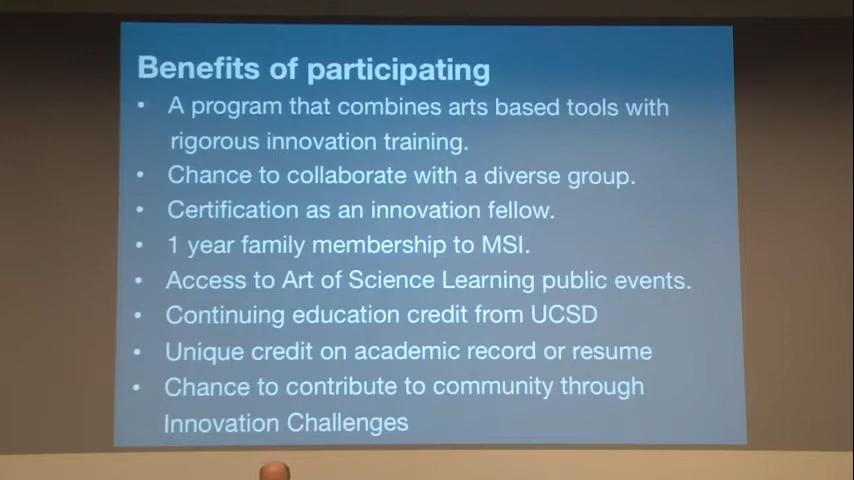 Benefits of participating
• A program that combines arts based tools with
rigorous innovation training.
• Chance to collaborate with a diverse group.
• Certification as an innovation fellow.
• 1 year family membership to MSI.
• Access to Art of Science Learning public events.
• Continuing education credit from UCSD
• Unique credit on academic record or resume
• Chance to contribute to community through
Innovation Challenges